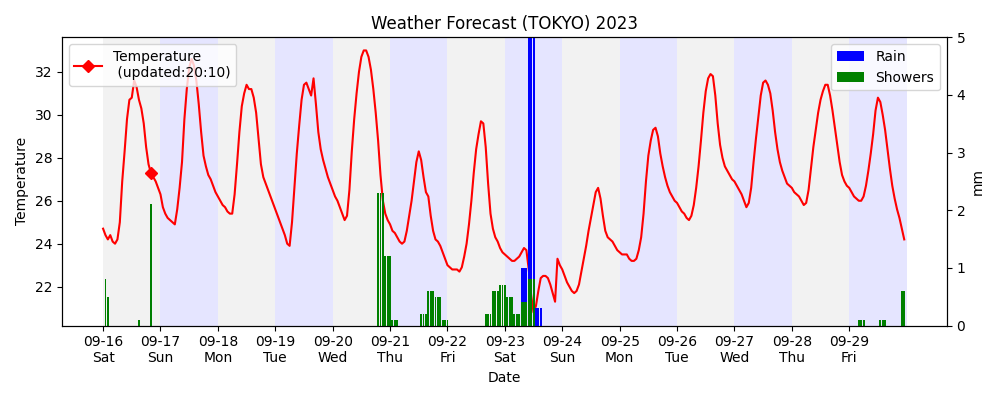 Weather Forecast (TOKYO) 2023
Temperature
(updated:20:10)
Rain
Showers
Temperature
32
30
28
26
24
22
5
4
3
2
1
0
mm
09-16 09-17 09-18 09-19 09-20 09-21 09-22 09-23 09-24 09-25 09-26 09-27 09-28 09-29
Sat Sun Mon Tue Wed Thu Fri Sat Sun Mon Tue Wed Thu Fri
Date